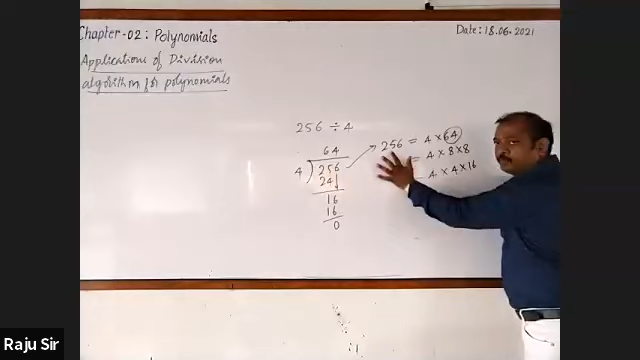 Chapter-02: Polynomials
Date: 18.06.2021
Applications of Division
algorithm for polynomials
256 ÷ 4
64
4 ) 256
24
16
16
0
256 = 4 × 64
= 4 × 8 × 8
4 × 4 × 16
Raju Sir